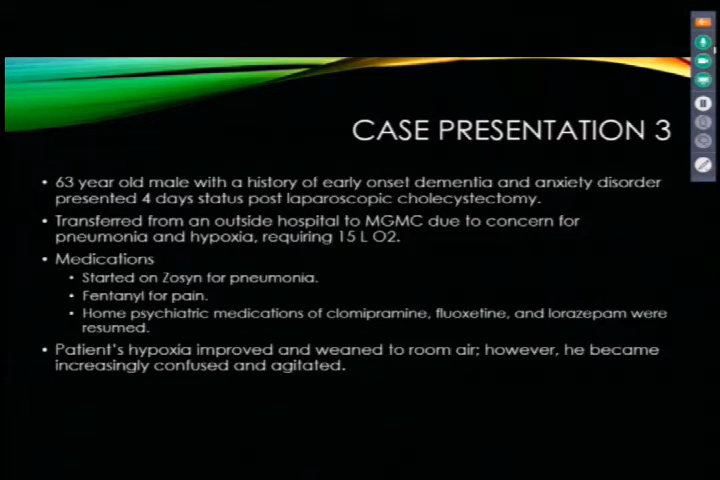 CASE PRESENTATION 3
• 63 year old male with a history of early onset dementia and anxiety disorder
presented 4 days status post laparoscopic cholecystectomy.
• Transferred from an outside hospital to MGMC due to concern for
pneumonia and hypoxia, requiring 15 L O2.
• Medications
• Started on Zosyn for pneumonia.
• Fentanyl for pain.
• Home psychiatric medications of clomipramine, fluoxetine, and lorazepam were
resumed.
• Patient's hypoxia improved and weaned to room air; however, he became
increasingly confused and agitated.